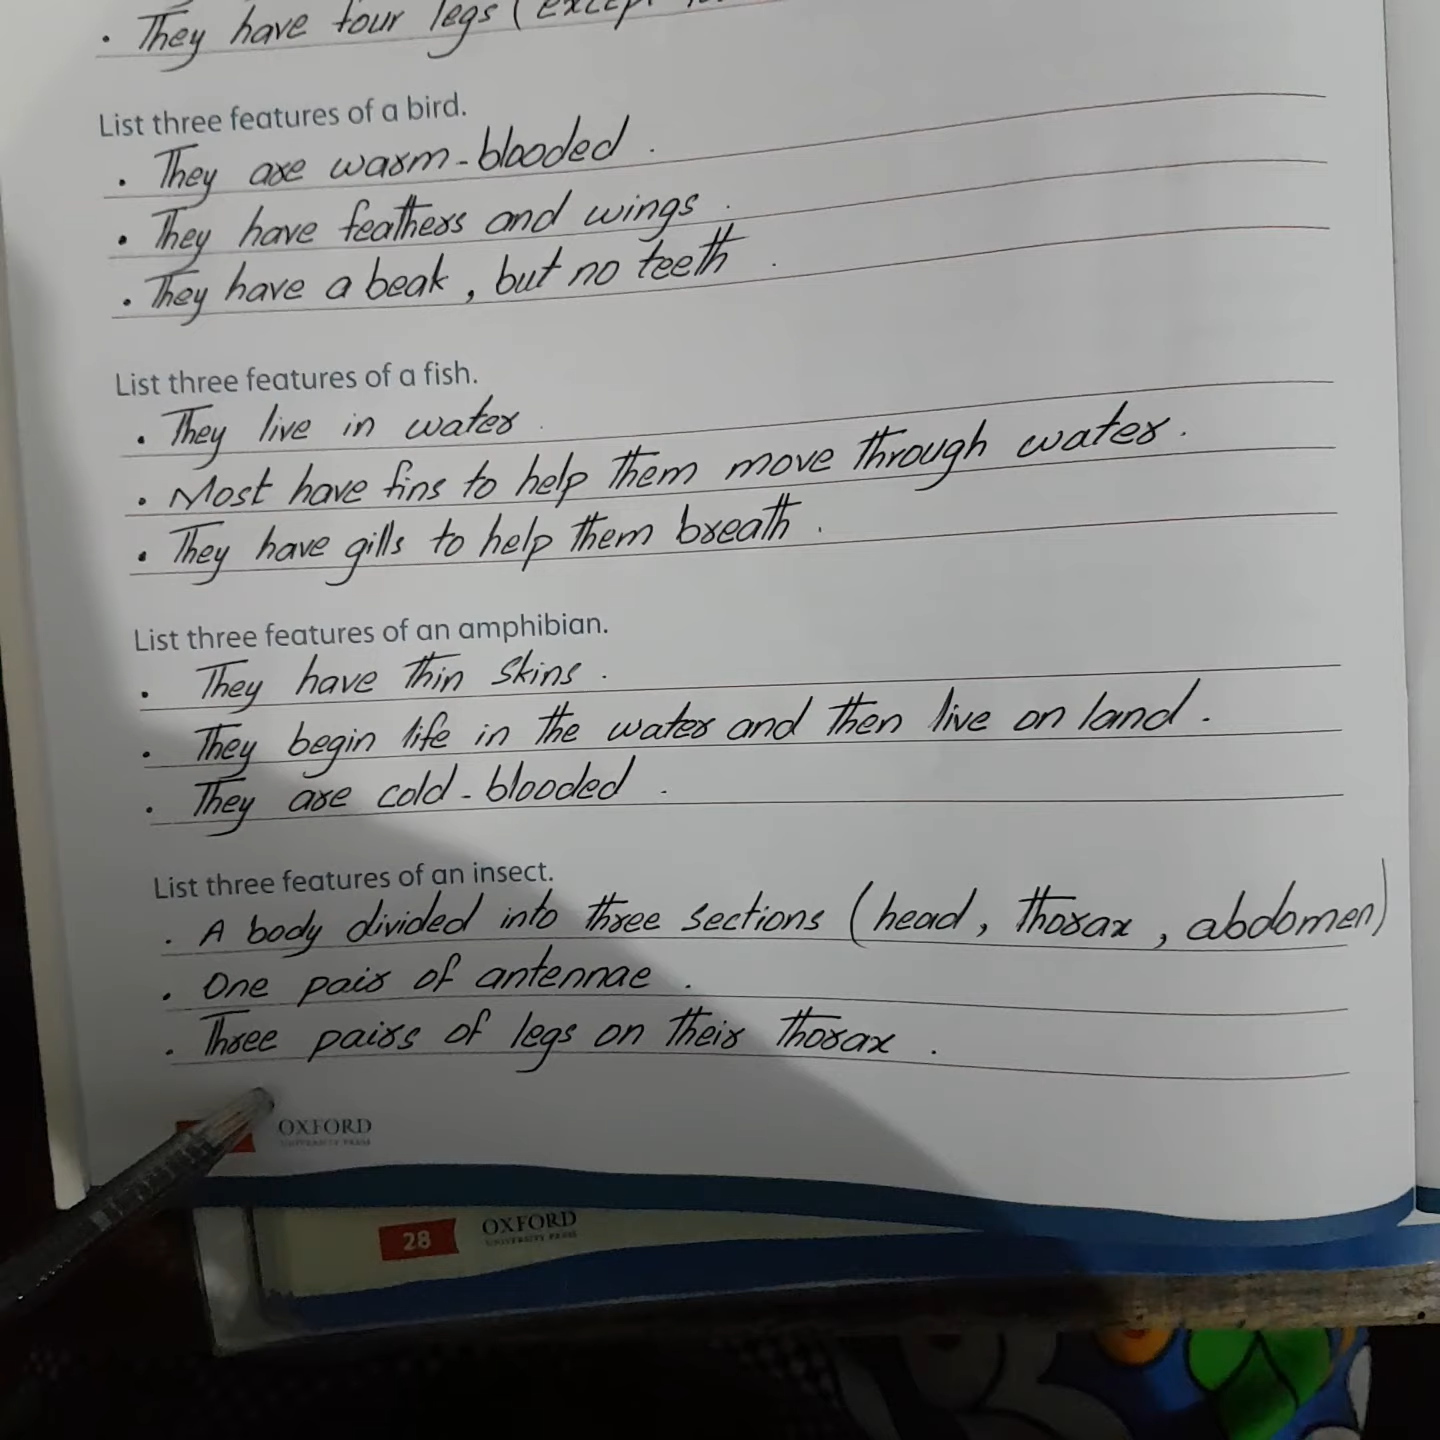 . They have four legs (except
List three features of a bird.
. They are warm-blooded .
. They have feathers and wings .
. They have a beak , but no teeth .
List three features of a fish.
. They live in water .
. Most have fins to help them move through water .
. They have gills to help them breath .
List three features of an amphibian.
. They have thin skins .
. They begin life in the water and then live on land .
. They are cold-blooded .
List three features of an insect.
. A body divided into three sections (head, thorax , abdomen)
. One pair of antennae .
. Three pairs of legs on their thorax .
OXFORD
UNIVERSITY PRESS
28 OXFORD
UNIVERSITY PRESS